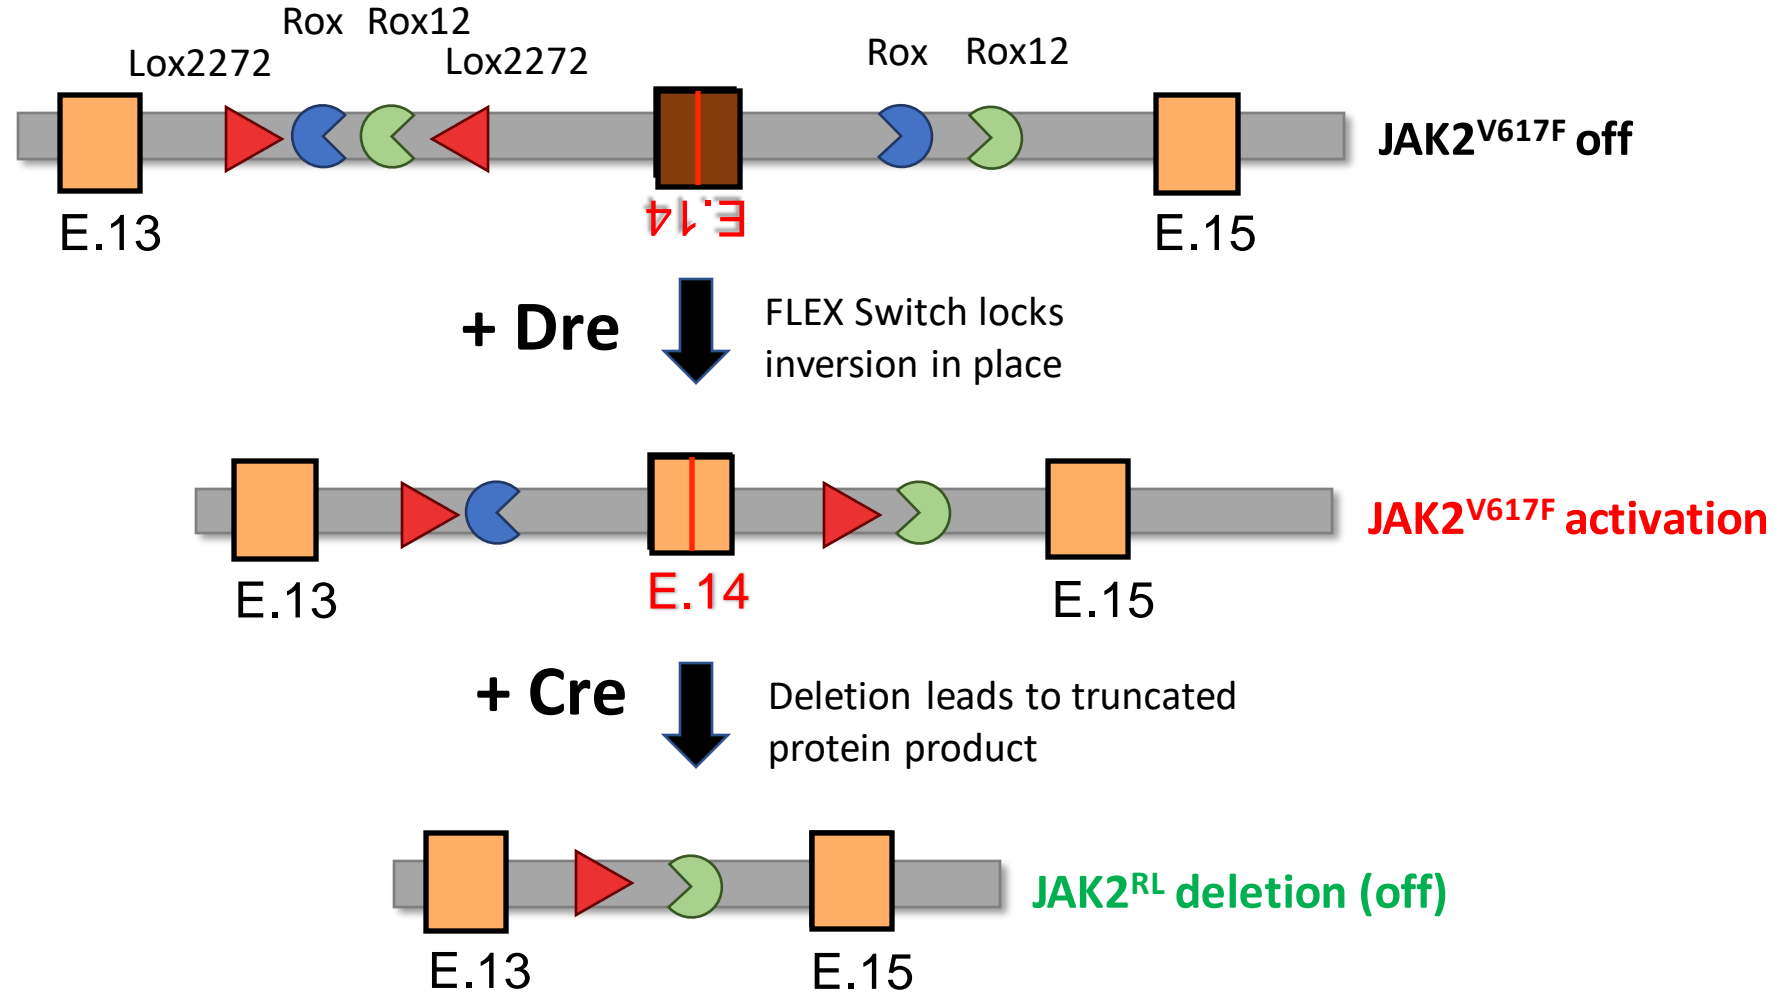 Rox Rox12
Lox2272 Lox2272
Rox Rox12
JAK2V617F off
E.13 E.14 E.15
+ Dre
FLEX Switch locks
inversion in place
JAK2V617F activation
E.13 E.14 E.15
+ Cre
Deletion leads to truncated
protein product
JAK2RL deletion (off)
E.13 E.15